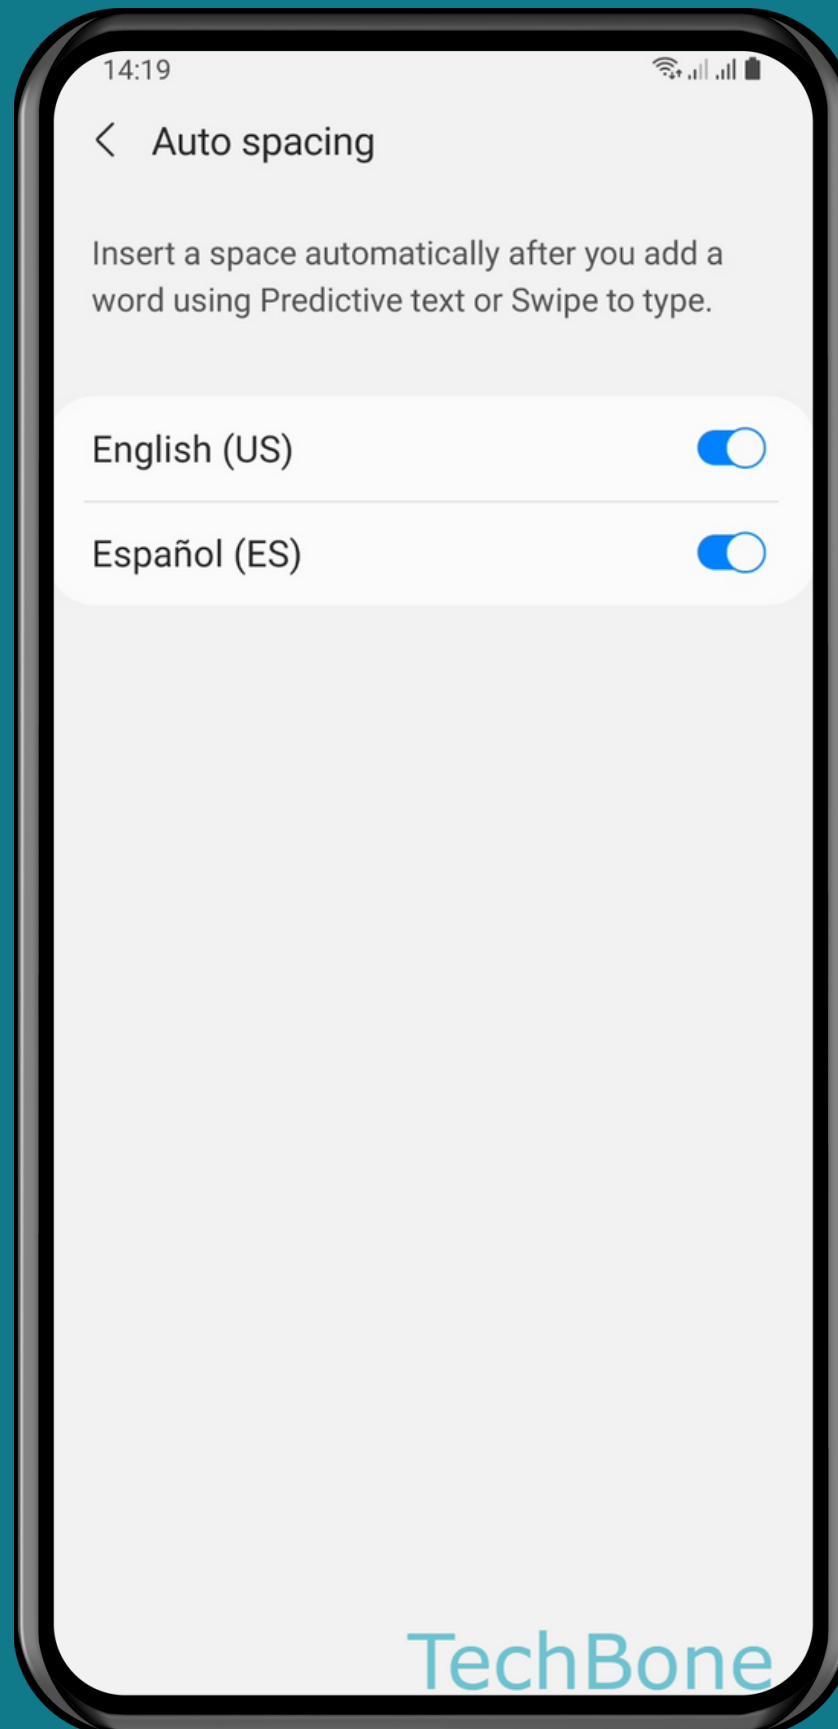 14:19
Auto spacing
Insert a space automatically after you add a
word using Predictive text or Swipe to type.
English (US)
Español (ES)
TechBone